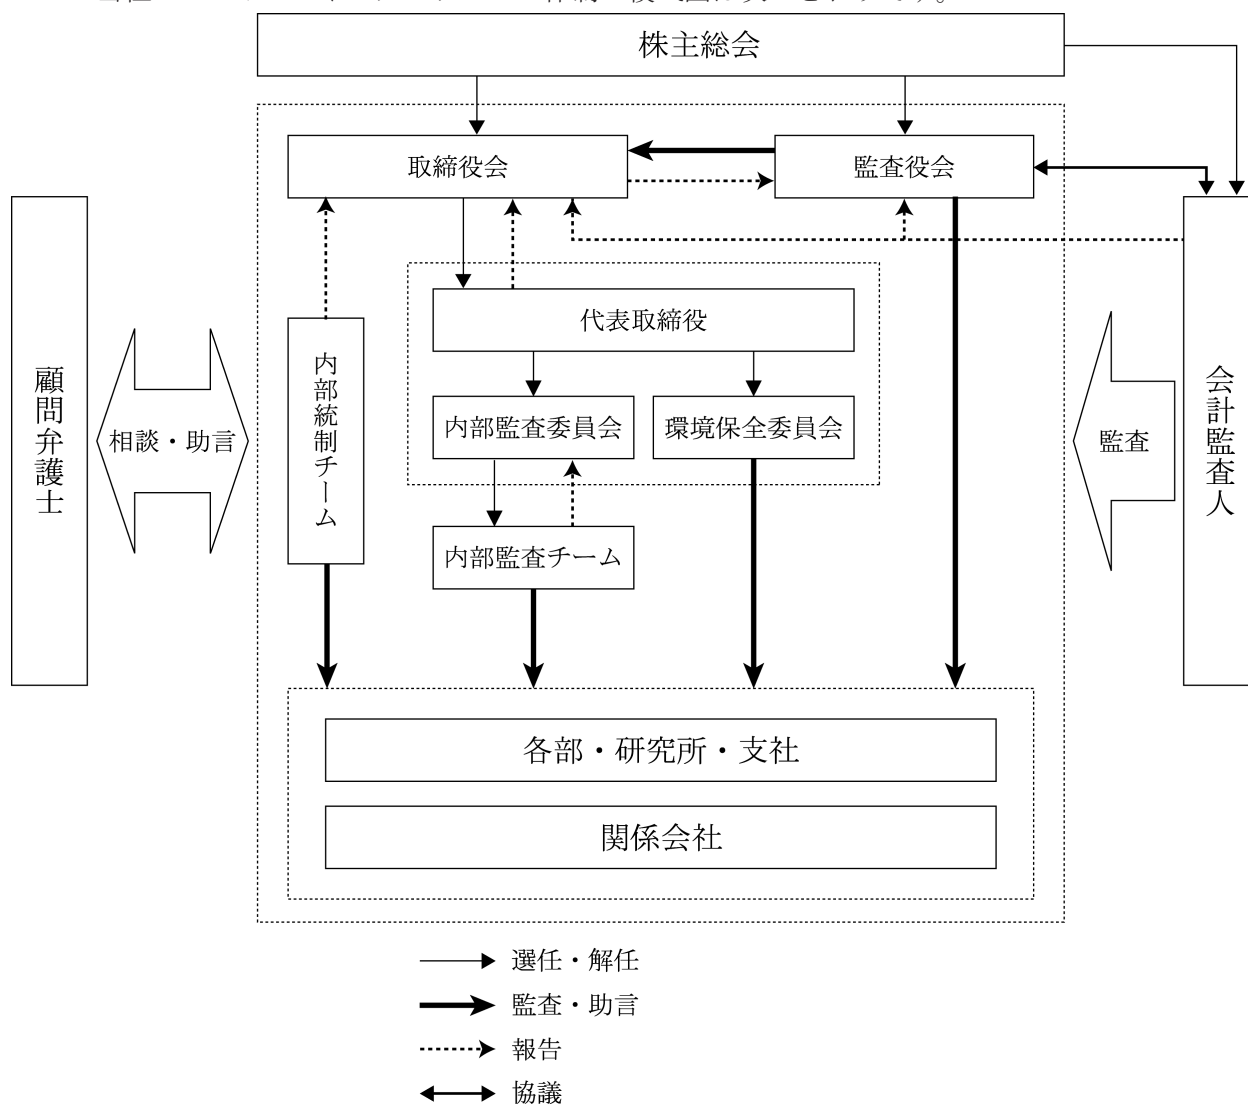 株主総会
取締役会
監査役会
代表取締役
内部監査委員会
環境保全委員会
内部統制チーム
内部監査チーム
顧問弁護士
相談・助言
監査
会計監査人
各部・研究所・支社
関係会社
選任・解任
監査・助言
報告
協議